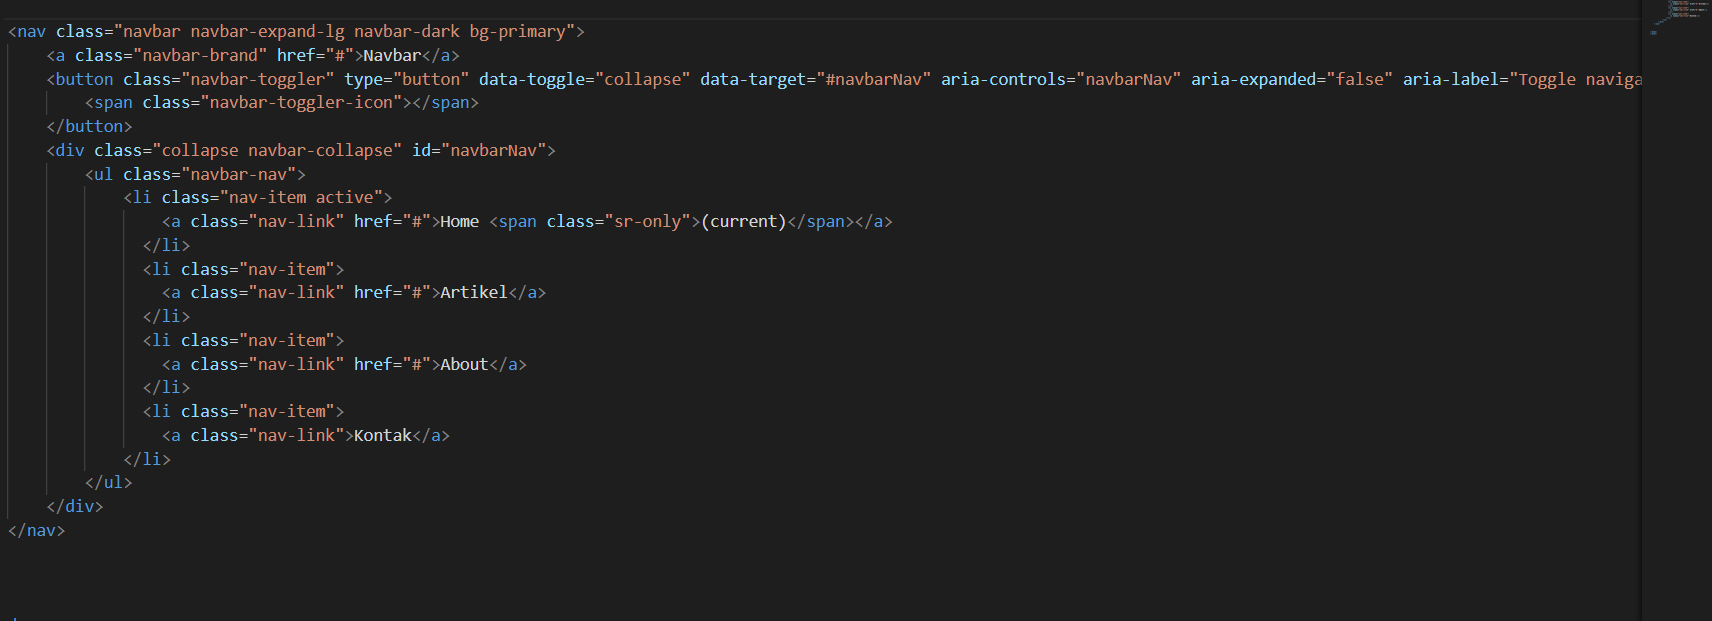 <nav class="navbar navbar-expand-lg navbar-dark bg-primary">
    <a class="navbar-brand" href="#">Navbar</a>
    <button class="navbar-toggler" type="button" data-toggle="collapse" data-target="#navbarNav" aria-controls="navbarNav" aria-expanded="false" aria-label="Toggle naviga
        <span class="navbar-toggler-icon"></span>
    </button>
    <div class="collapse navbar-collapse" id="navbarNav">
        <ul class="navbar-nav">
            <li class="nav-item active">
                <a class="nav-link" href="#">Home <span class="sr-only">(current)</span></a>
              </li>
              <li class="nav-item">
                <a class="nav-link" href="#">Artikel</a>
              </li>
              <li class="nav-item">
                <a class="nav-link" href="#">About</a>
              </li>
              <li class="nav-item">
                <a class="nav-link">Kontak</a>
            </li>
        </ul>
    </div>
</nav>